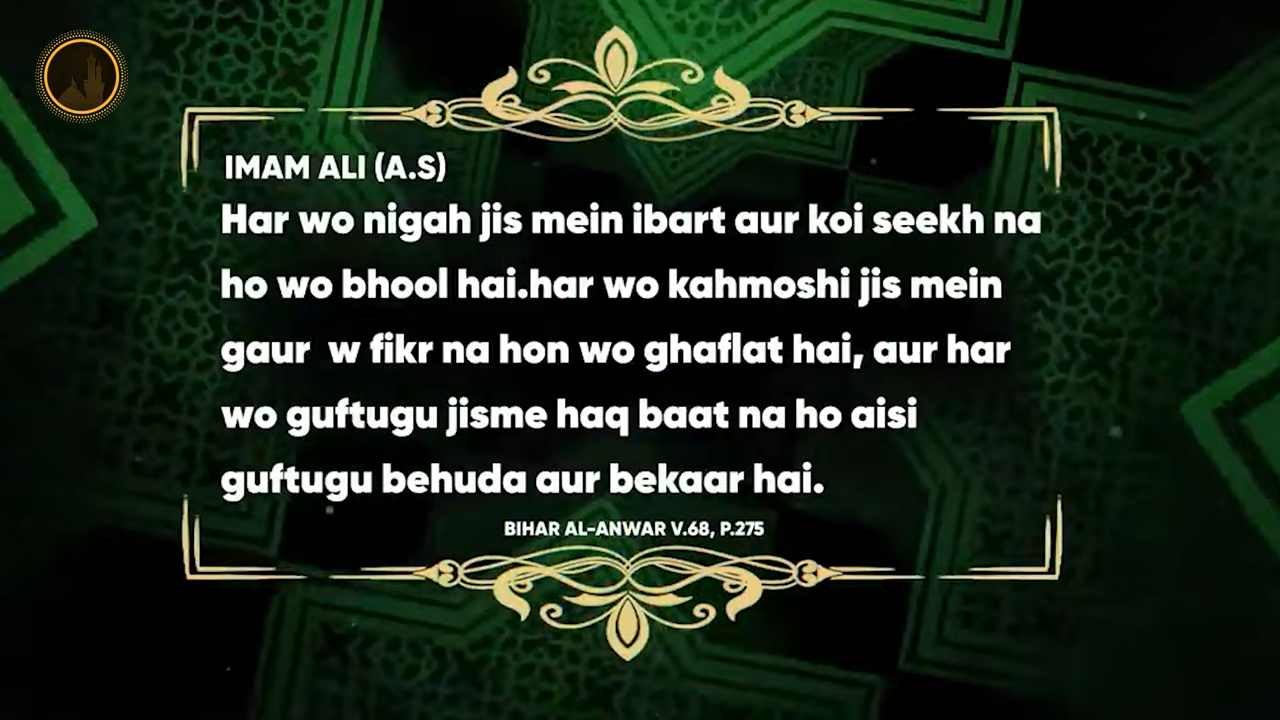 IMAM ALI (A.S)
Har wo nigah jis mein ibart aur koi seekh na
ho wo bhool hai.har wo kahmoshi jis mein
gaur  w fikr na hon wo ghaflat hai, aur har
wo guftugu jisme haq baat na ho aisi
guftugu behuda aur bekaar hai.
BIHAR AL-ANWAR V.68, P.275